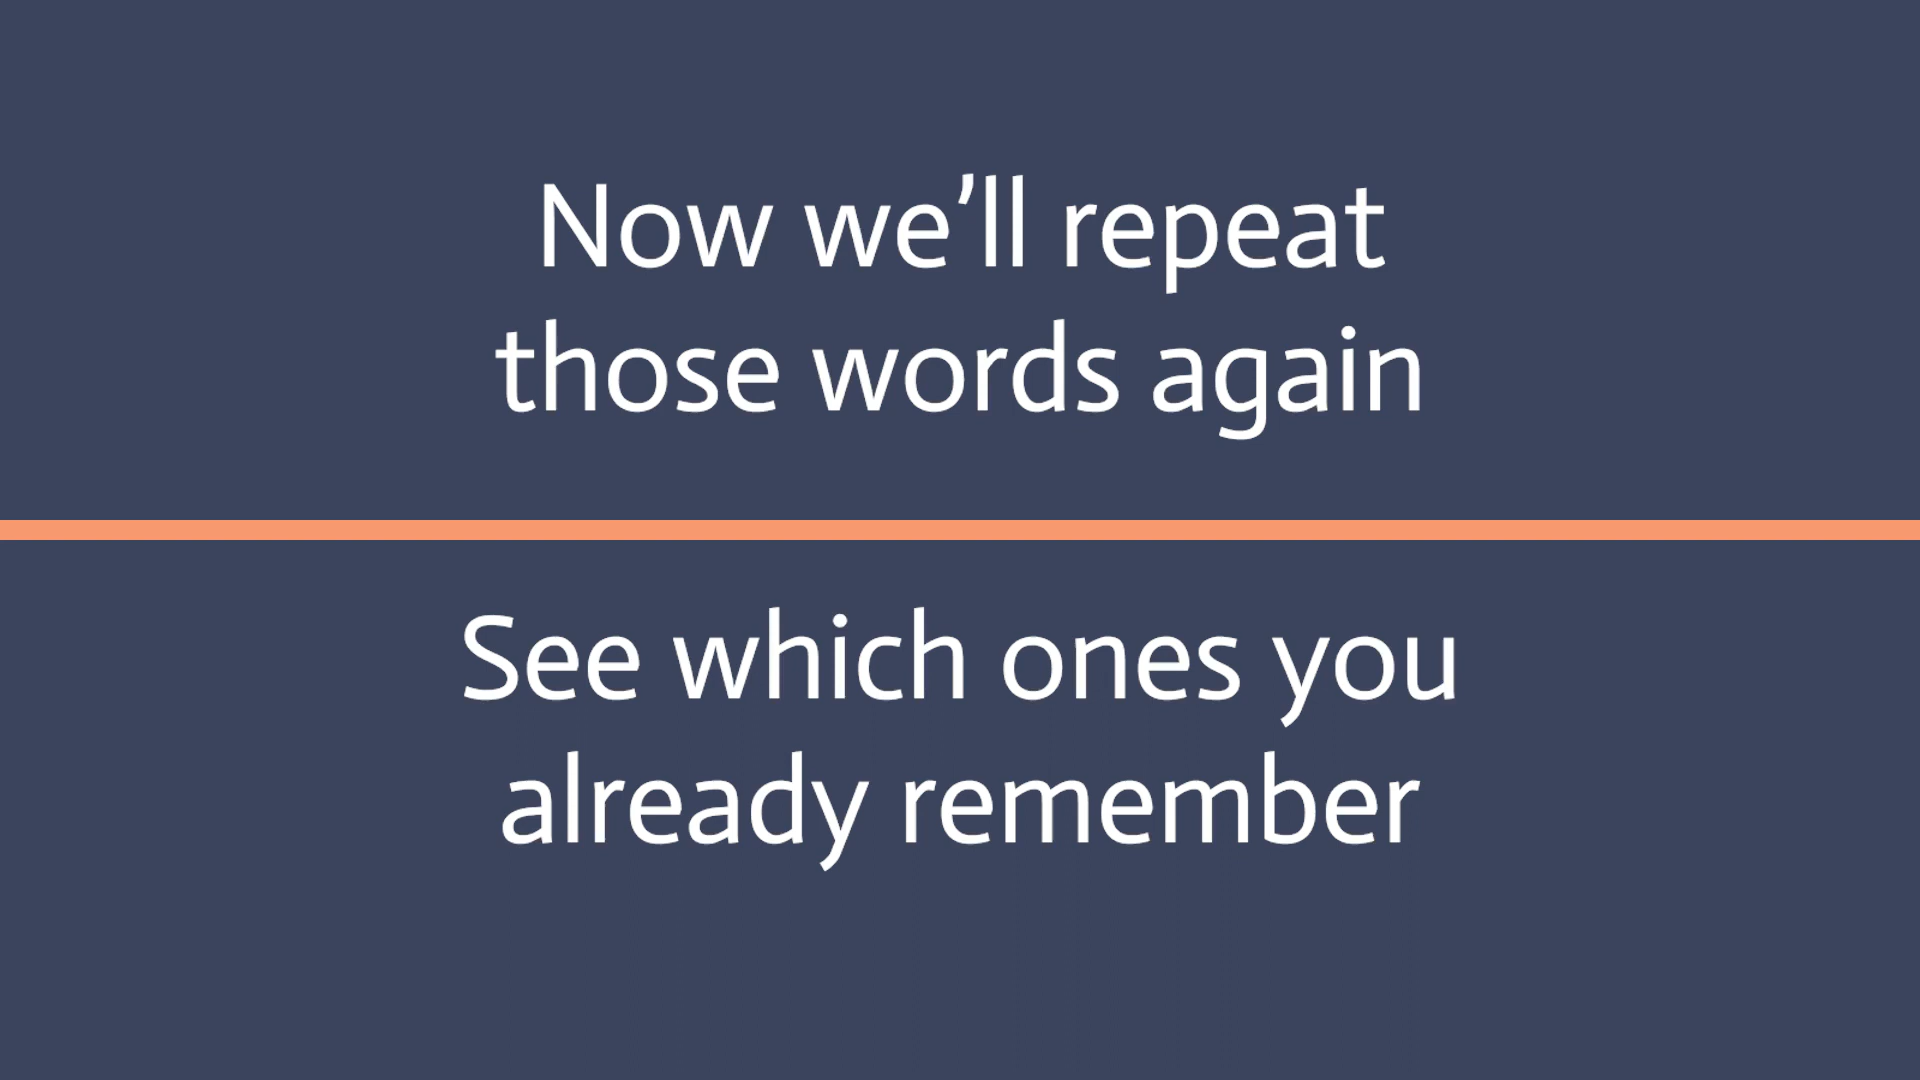 Now we’ll repeat
those words again
See which ones you
already remember